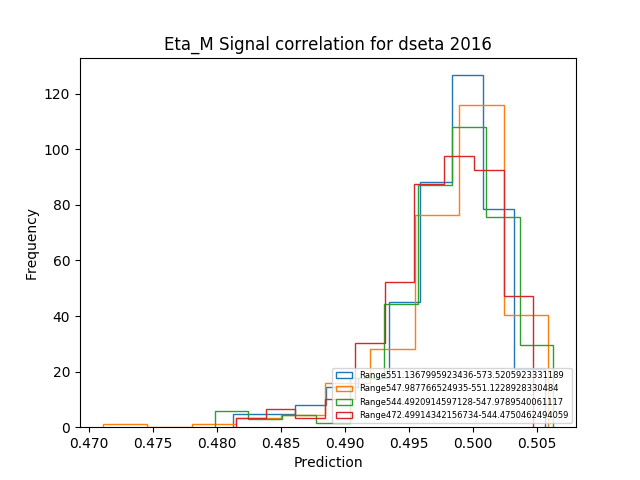 Eta_M Signal correlation for dseta 2016
120
100
80
60
40
20
0
Frequency
0.470 0.475 0.480 0.485 0.490 0.495 0.500 0.505
Prediction
Range551.1367995923436-573.5205923331189
Range547.987766524935-551.1228928330484
Range544.4920914597128-547.9789540061117
Range472.49914342156734-544.4750462494059